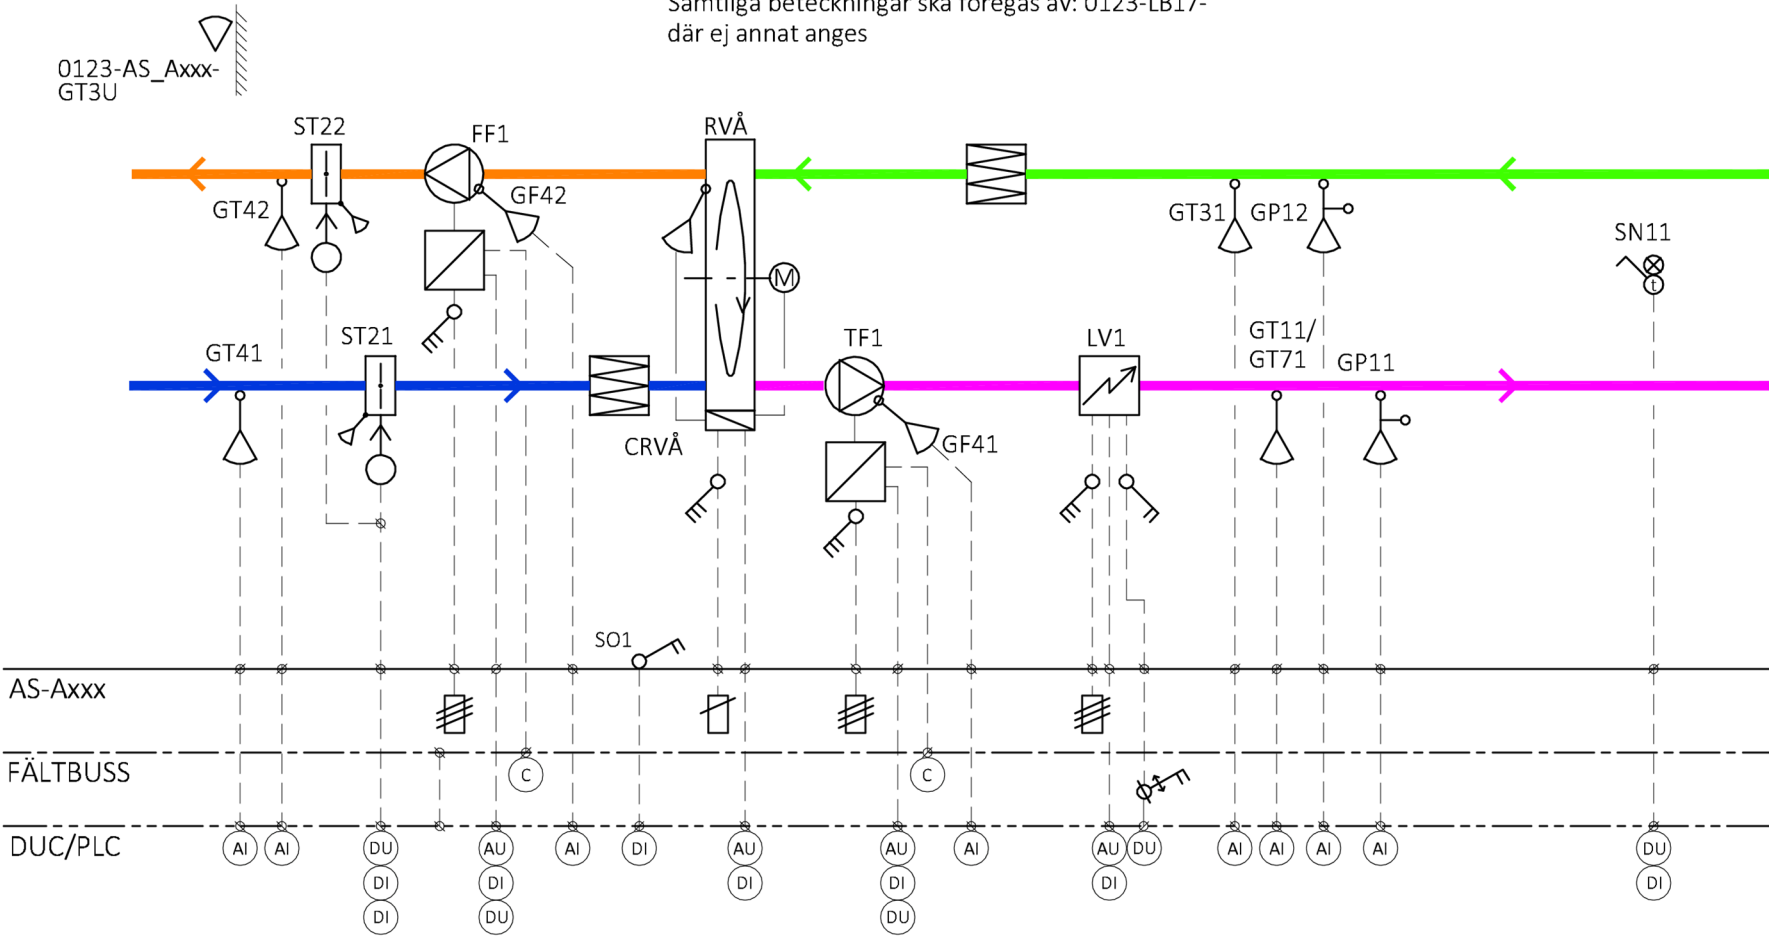 Samtliga beteckningar ska föregås av: 0123-LB17-
där ej annat anges
0123-AS_Axxx-
GT3U
ST22
FF1
RVÅ
GT42
GF42
GT31
GP12
SN11
M
t
GT41
ST21
TF1
LV1
GT11/
GT71
GP11
CRVÅ
GF41
SO1
AS-Axxx
FÄLTBUSS
C
C
DUC/PLC
AI
AI
DU
AU
AI
DI
AU
AU
AI
AU
DU
AI
AI
AI
AI
DU
DI
DI
DI
DI
DI
DI
DI
DU
DU